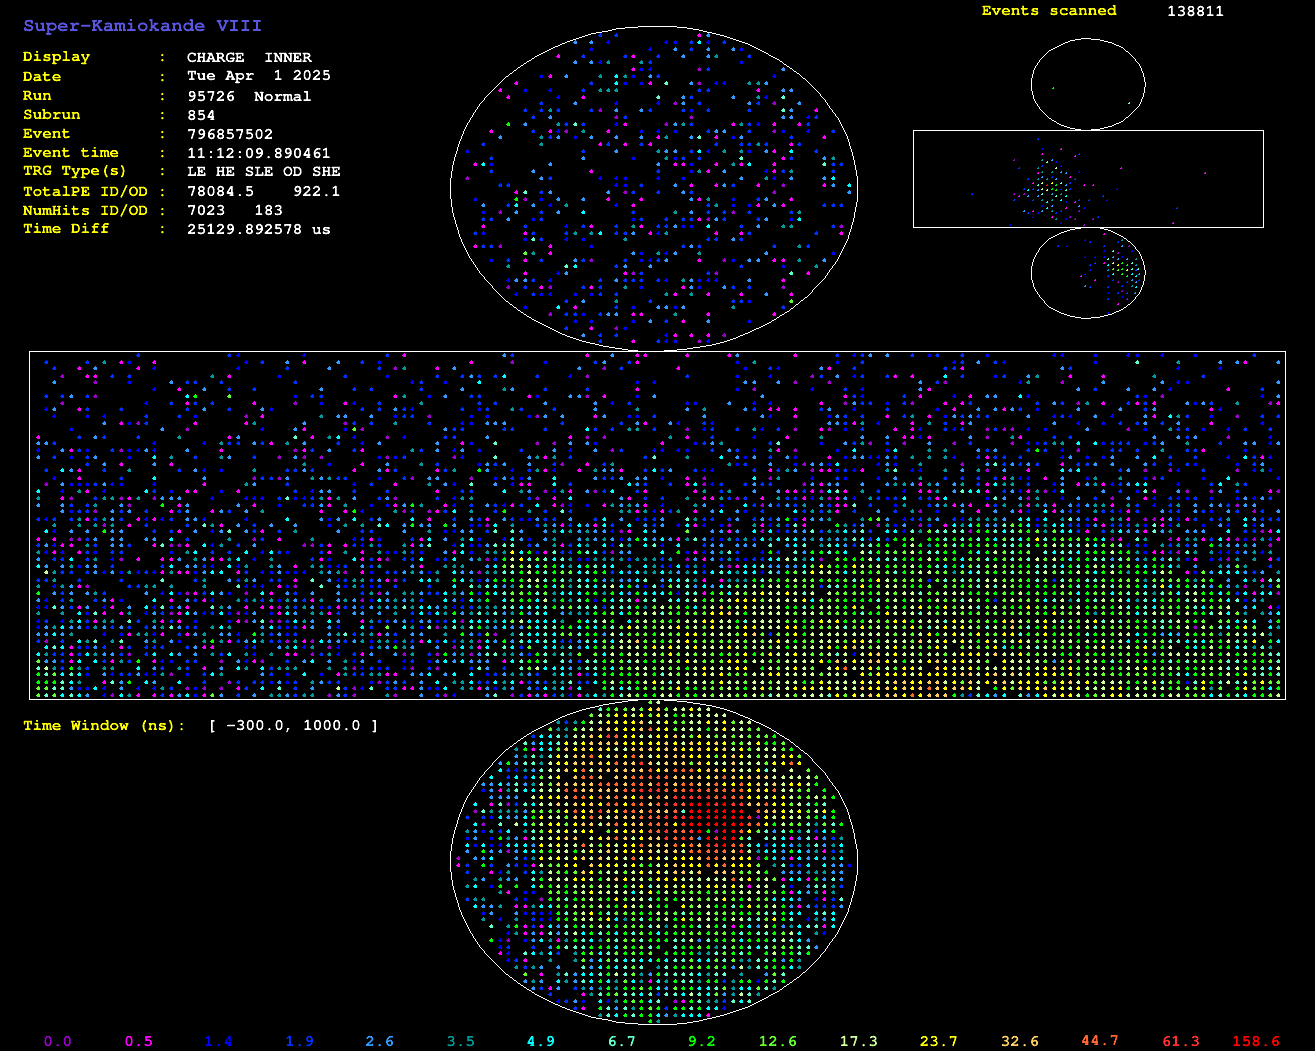 Super-Kamiokande VIII
Events scanned 138811
Display : CHARGE INNER
Date : Tue Apr 1 2025
Run : 95726 Normal
Subrun : 854
Event : 796857502
Event time : 11:12:09.890461
TRG Type(s) : LE HE SLE OD SHE
TotalPE ID/OD : 78084.5 922.1
NumHits ID/OD : 7023 183
Time Diff : 25129.892578 us
Time Window (ns): [ -300.0, 1000.0 ]
0.0 0.5 1.4 1.9 2.6 3.5 4.9 6.7 9.2 12.6 17.3 23.7 32.6 44.7 61.3 158.6